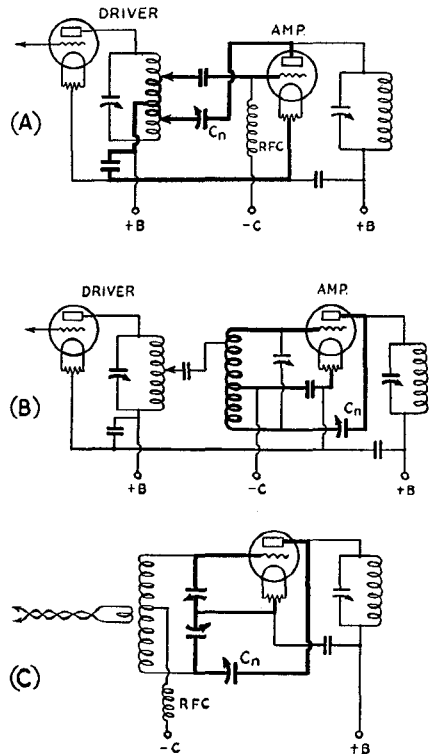 DRIVER
AMP.
(A)
Cn
RFC
+B
-C
+B
DRIVER
AMP.
(B)
Cn
+B
-C
+B
(C)
Cn
RFC
-C
+B